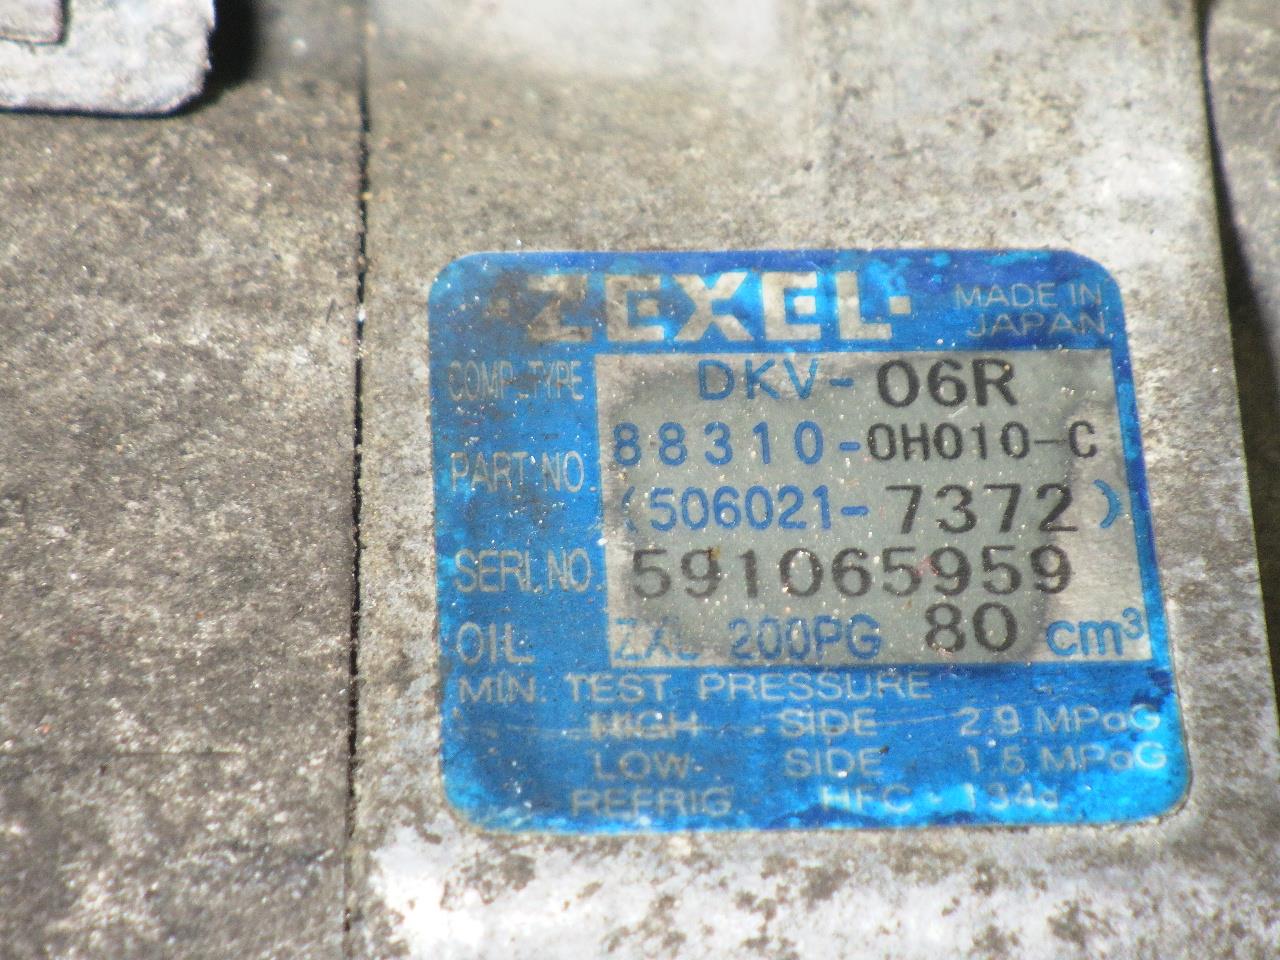 ·ZEXEL· MADE IN JAPAN
COMP. TYPE DKV-06R
PART NO 88310-0H010-C
(506021-7372)
SERI. NO. 591065959
OIL ZXL 200PG 80 cm³
MIN. TEST PRESSURE
HIGH SIDE 2.9 MPaG
LOW SIDE 1.5 MPaG
REFRIG HFC-134a